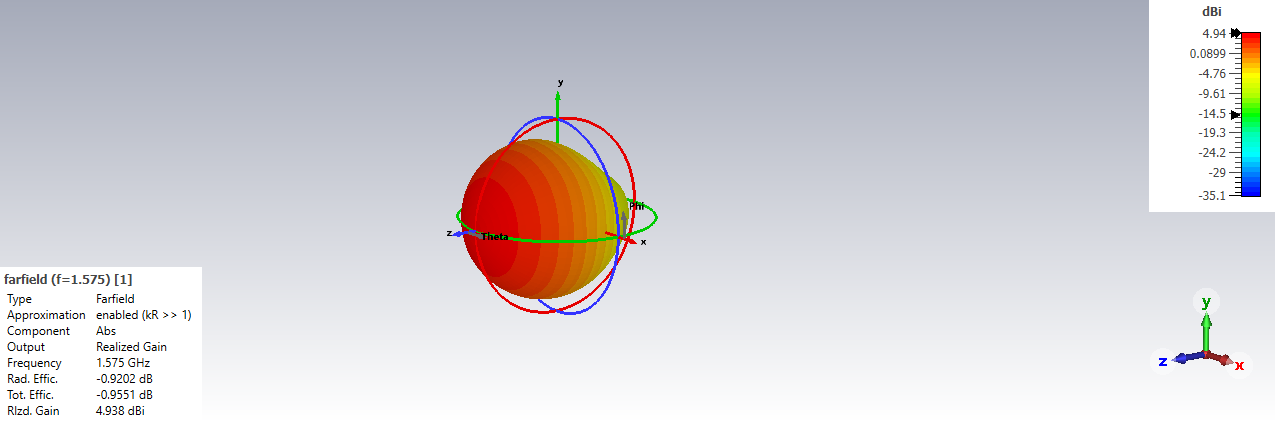 dBi
4.94
0.0899
-4.76
-9.61
-14.5
-19.3
-24.2
-29
-35.1
y
Phi
z
Theta
x
farfield (f=1.575) [1]
Type Farfield
Approximation enabled (kR >> 1)
Component Abs
Output Realized Gain
Frequency 1.575 GHz
Rad. Effic. -0.9202 dB
Tot. Effic. -0.9551 dB
Rlzd. Gain 4.938 dBi
y
z
x